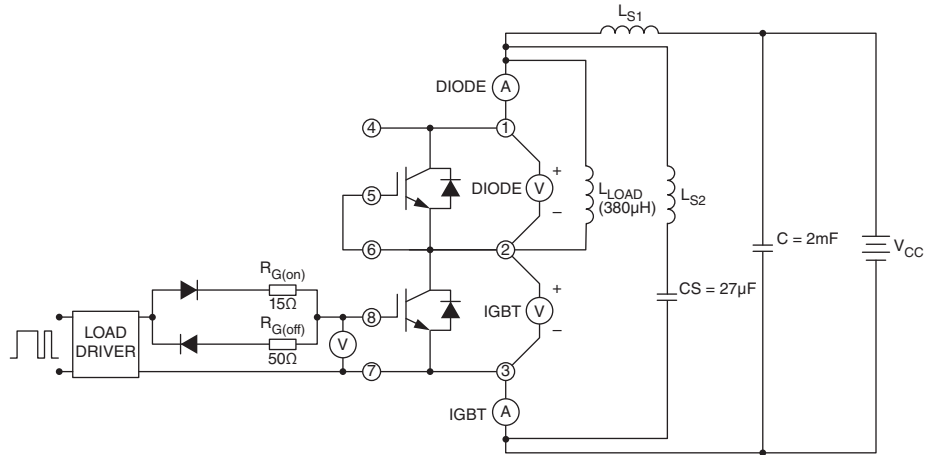 LS1
DIODE
A
4
1
5
DIODE
V
+
–
LLOAD
(380µH)
LS2
6
2
C = 2mF
VCC
RG(on)
15Ω
RG(off)
50Ω
LOAD
DRIVER
V
8
IGBT
V
+
–
CS = 27µF
7
3
IGBT
A